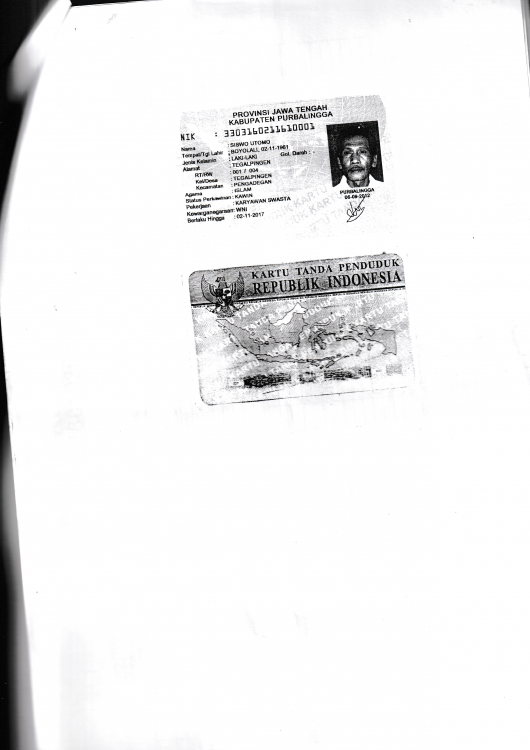 PROVINSI JAWA TENGAH
KABUPATEN PURBALINGGA
NIK : 3303160211610001
Nama : SISWO UTOMO
Tempat/Tgl Lahir : BOYOLALI, 02-11-1961
Jenis Kelamin : LAKI-LAKI Gol. Darah : -
Alamat : TEGALPINGEN
RT/RW : 001 / 004
Kel/Desa : TEGALPINGEN
Kecamatan : PENGADEGAN
Agama : ISLAM
Status Perkawinan : KAWIN
Pekerjaan : KARYAWAN SWASTA
Kewarganegaraan : WNI
Berlaku Hingga : 02-11-2017
PURBALINGGA
06-09-2012
KARTU TANDA PENDUDUK
REPUBLIK INDONESIA